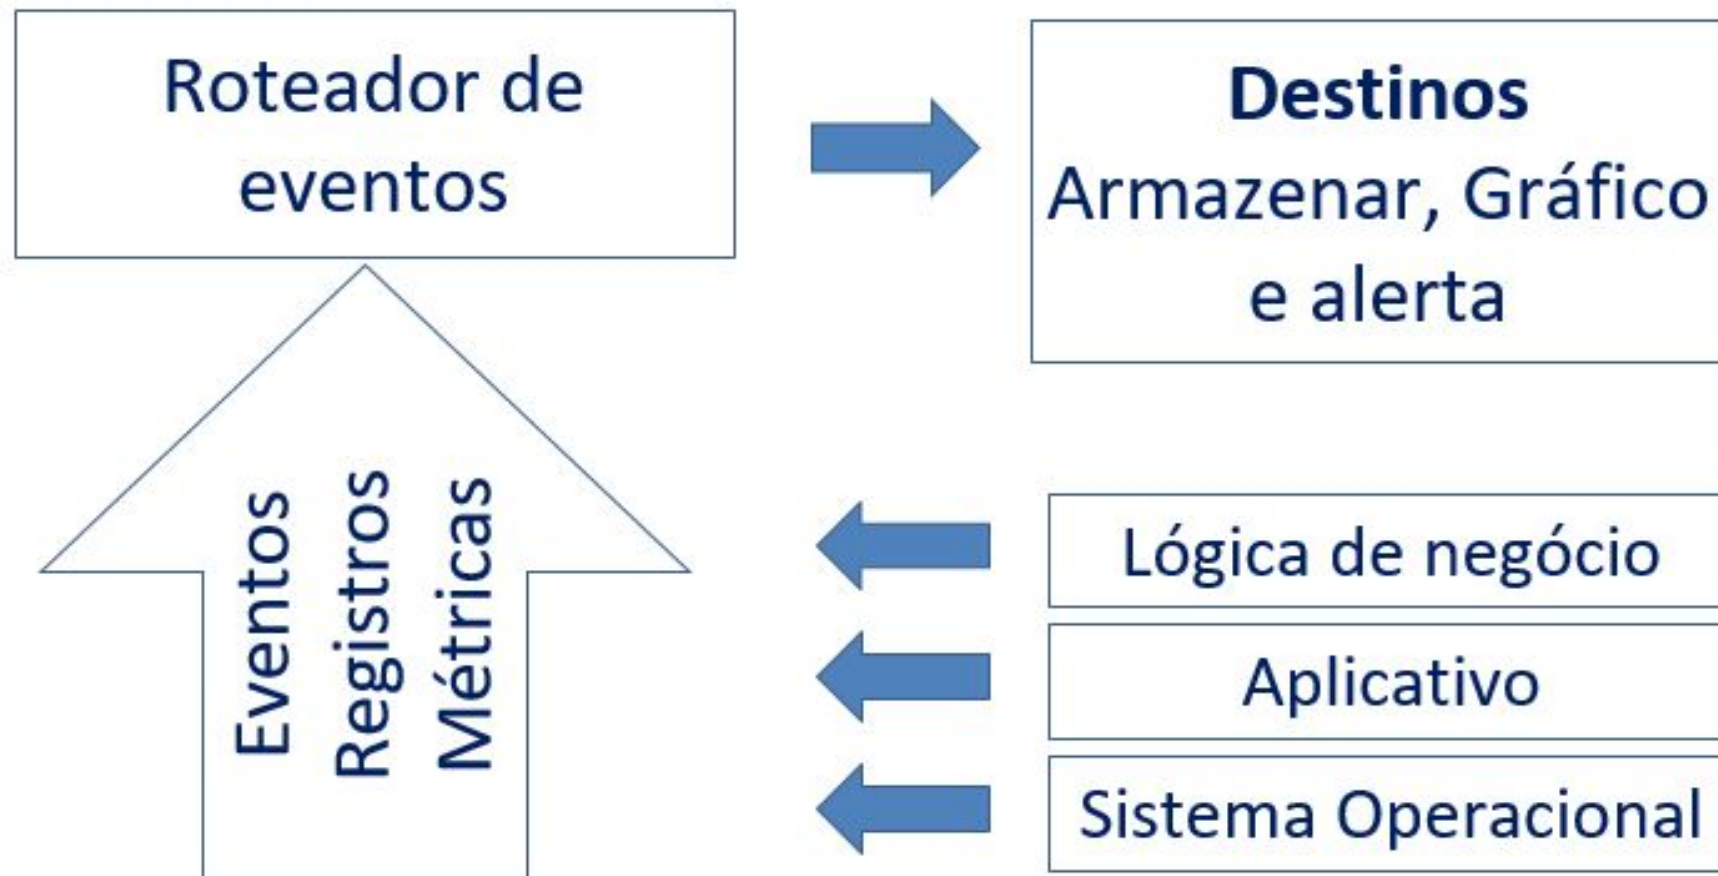 Roteador de
eventos
Destinos
Armazenar, Gráfico
e alerta
Eventos
Registros
Métricas
Lógica de negócio
Aplicativo
Sistema Operacional